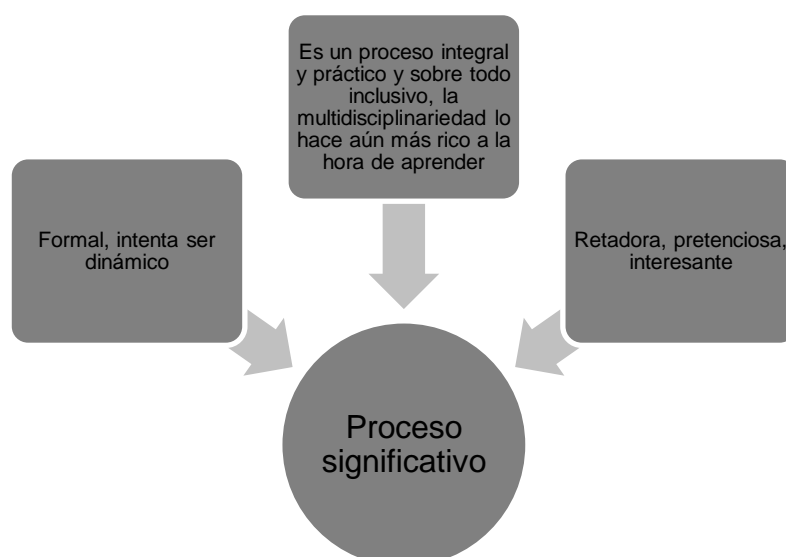 Es un proceso integral
y práctico y sobre todo
inclusivo, la
multidisciplinariedad lo
hace aún más rico a la
hora de aprender
Formal, intenta ser
dinámico
Retadora, pretenciosa,
interesante
Proceso
significativo